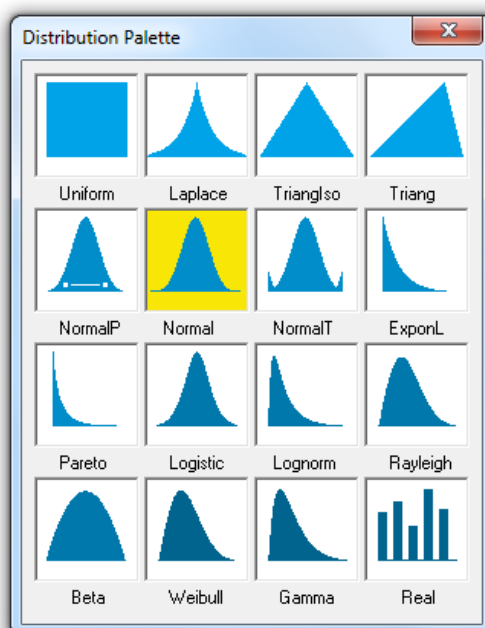 Distribution Palette
Uniform Laplace TriangIso Triang
NormalP Normal NormalT ExponL
Pareto Logistic Lognorm Rayleigh
Beta Weibull Gamma Real